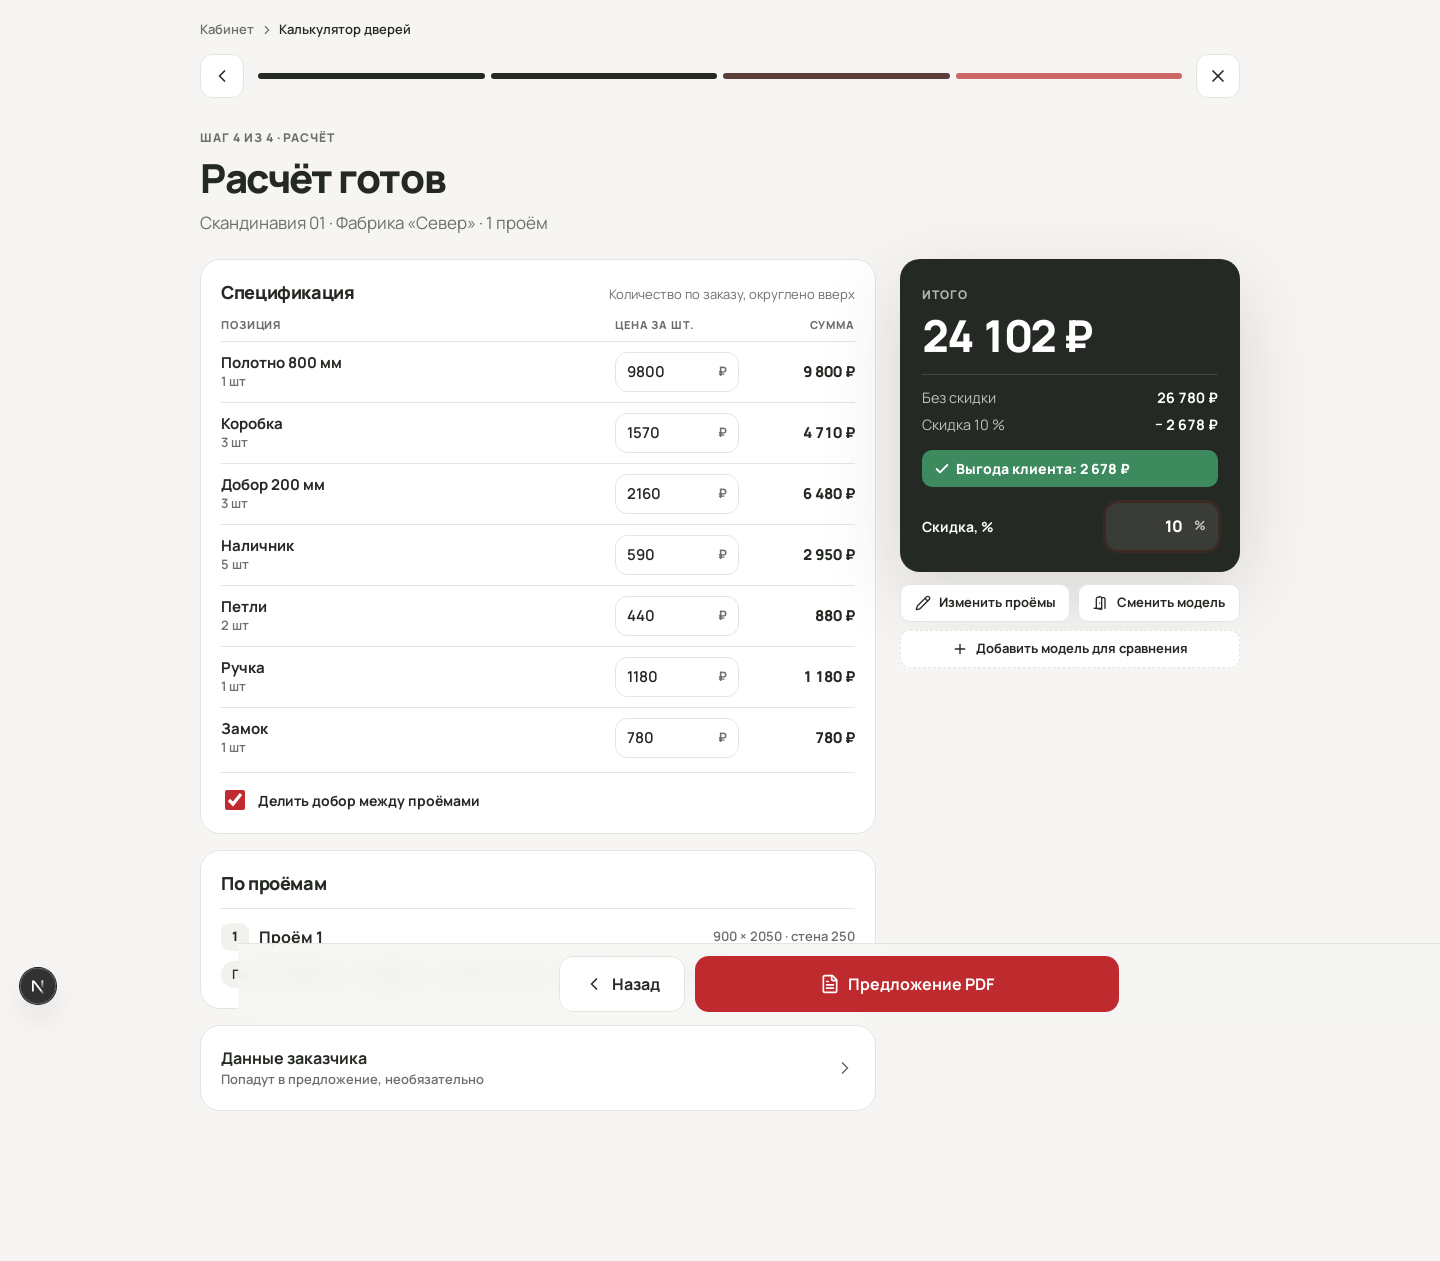 Кабинет > Калькулятор дверей
ШАГ 4 ИЗ 4 · РАСЧЁТ
Расчёт готов
Скандинавия 01 · Фабрика «Север» · 1 проём
Спецификация
Количество по заказу, округлено вверх
ПОЗИЦИЯ ЦЕНА ЗА ШТ. СУММА
Полотно 800 мм
1 шт
9800 ₽ 9 800 ₽
Коробка
3 шт
1570 ₽ 4 710 ₽
Добор 200 мм
3 шт
2160 ₽ 6 480 ₽
Наличник
5 шт
590 ₽ 2 950 ₽
Петли
2 шт
440 ₽ 880 ₽
Ручка
1 шт
1180 ₽ 1 180 ₽
Замок
1 шт
780 ₽ 780 ₽
Делить добор между проёмами
ИТОГО
24 102 ₽
Без скидки 26 780 ₽
Скидка 10 % − 2 678 ₽
Выгода клиента: 2 678 ₽
Скидка, % 10 %
Изменить проёмы
Сменить модель
Добавить модель для сравнения
По проёмам
1 Проём 1 900 × 2050 · стена 250
N
Назад
Предложение PDF
Данные заказчика
Попадут в предложение, необязательно